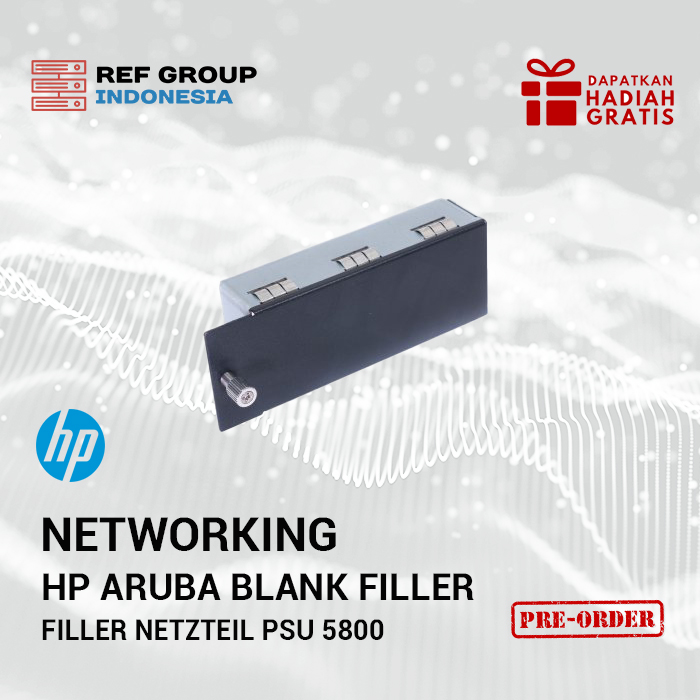 REF GROUP
INDONESIA
DAPATKAN
HADIAH
GRATIS
hp
NETWORKING
HP ARUBA BLANK FILLER
FILLER NETZTEIL PSU 5800
PRE-ORDER